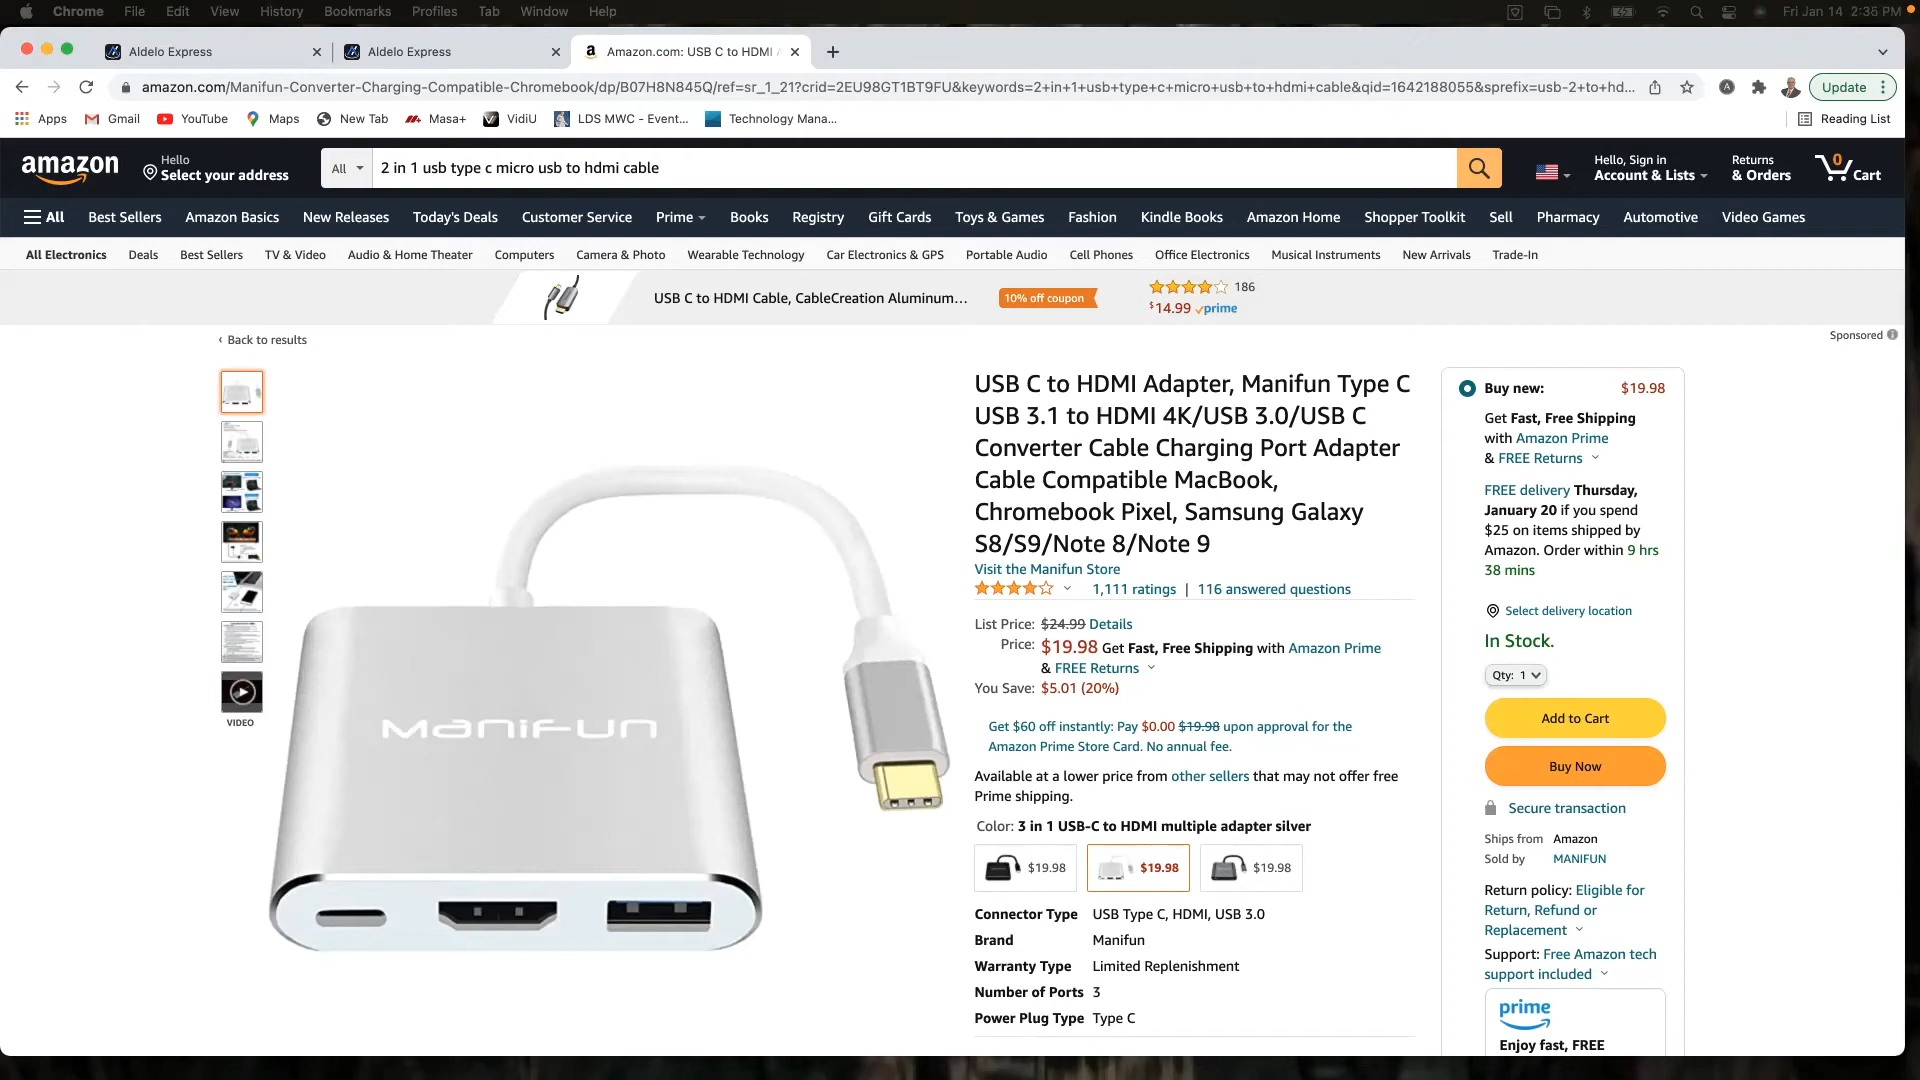 Chrome File Edit View History Bookmarks Profiles Tab Window Help Fri Jan 14 2:35 PM
Aldelo Express Aldelo Express Amazon.com: USB C to HDMI A
amazon.com/Manifun-Converter-Charging-Compatible-Chromebook/dp/B07H8N845Q/ref=sr_1_21?crid=2EU98GT1BT9FU&keywords=2+in+1+usb+type+c+micro+usb+to+hdmi+cable&qid=1642188055&sprefix=usb-2+to+hd... Update
Apps Gmail YouTube Maps New Tab Masa+ VidiU LDS MWC - Event... Technology Mana... Reading List
amazon Hello Select your address All 2 in 1 usb type c micro usb to hdmi cable Hello, Sign in Account & Lists Returns & Orders 0 Cart
All Best Sellers Amazon Basics New Releases Today's Deals Customer Service Prime Books Registry Gift Cards Toys & Games Fashion Kindle Books Amazon Home Shopper Toolkit Sell Pharmacy Automotive Video Games
All Electronics Deals Best Sellers TV & Video Audio & Home Theater Computers Camera & Photo Wearable Technology Car Electronics & GPS Portable Audio Cell Phones Office Electronics Musical Instruments New Arrivals Trade-In
USB C to HDMI Cable, CableCreation Aluminum... 10% off coupon 186
$14.99 prime
Sponsored
‹ Back to results
VIDEO
Manifun
USB C to HDMI Adapter, Manifun Type C
USB 3.1 to HDMI 4K/USB 3.0/USB C
Converter Cable Charging Port Adapter
Cable Compatible MacBook,
Chromebook Pixel, Samsung Galaxy
S8/S9/Note 8/Note 9
Visit the Manifun Store
1,111 ratings | 116 answered questions
List Price: $24.99 Details
Price: $19.98 Get Fast, Free Shipping with Amazon Prime
& FREE Returns
You Save: $5.01 (20%)
Get $60 off instantly: Pay $0.00 $19.98 upon approval for the
Amazon Prime Store Card. No annual fee.
Available at a lower price from other sellers that may not offer free
Prime shipping.
Color: 3 in 1 USB-C to HDMI multiple adapter silver
$19.98 $19.98 $19.98
Connector Type USB Type C, HDMI, USB 3.0
Brand Manifun
Warranty Type Limited Replenishment
Number of Ports 3
Power Plug Type Type C
Buy new: $19.98
Get Fast, Free Shipping
with Amazon Prime
& FREE Returns
FREE delivery Thursday,
January 20 if you spend
$25 on items shipped by
Amazon. Order within 9 hrs
38 mins
Select delivery location
In Stock.
Qty: 1
Add to Cart
Buy Now
Secure transaction
Ships from Amazon
Sold by MANIFUN
Return policy: Eligible for
Return, Refund or
Replacement
Support: Free Amazon tech
support included
prime
Enjoy fast, FREE